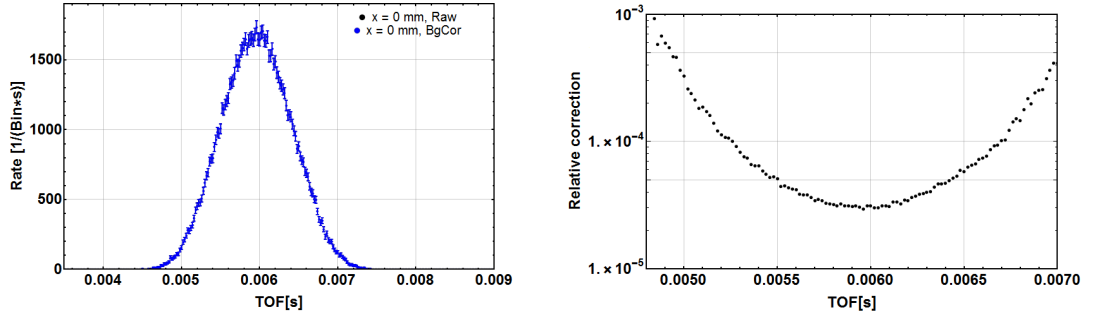 x = 0 mm, Raw
x = 0 mm, BgCor
Rate [1/(Bin*s)]
1500
1000
500
0
0.004 0.005 0.006 0.007 0.008 0.009
TOF[s]
Relative correction
10⁻³
1. × 10⁻⁴
1. × 10⁻⁵
0.0050 0.0055 0.0060 0.0065 0.0070
TOF[s]